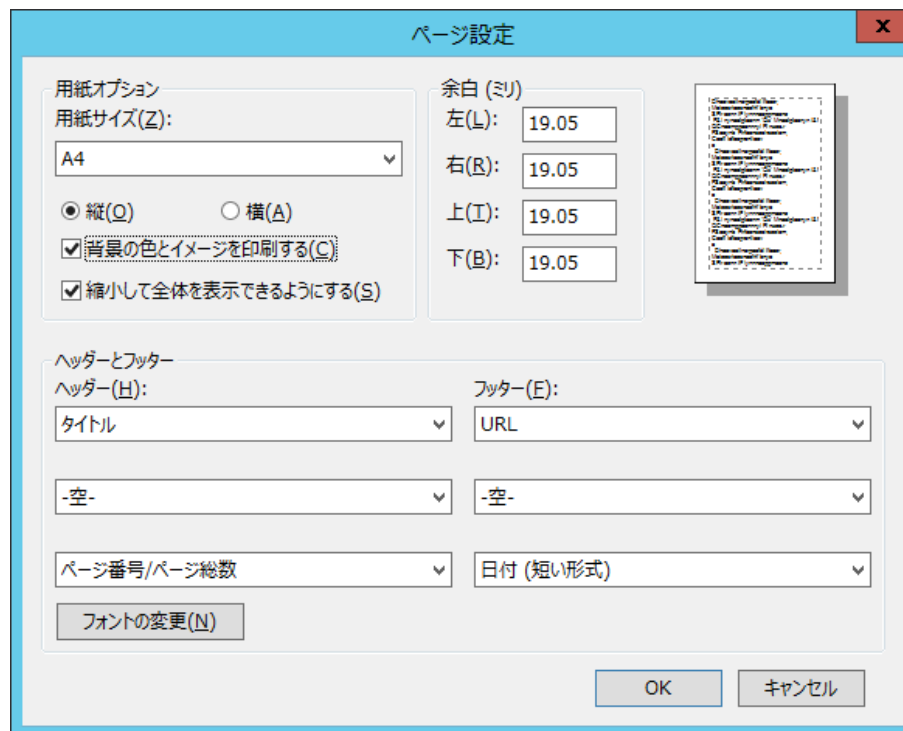 ページ設定
x
用紙オプション
用紙サイズ(Z):
A4
縦(O)
横(A)
背景の色とイメージを印刷する(C)
縮小して全体を表示できるようにする(S)
余白 (ミリ)
左(L): 19.05
右(R): 19.05
上(T): 19.05
下(B): 19.05
ヘッダーとフッター
ヘッダー(H):
フッター(F):
タイトル
URL
-空-
-空-
ページ番号/ページ総数
日付 (短い形式)
フォントの変更(N)
OK
キャンセル